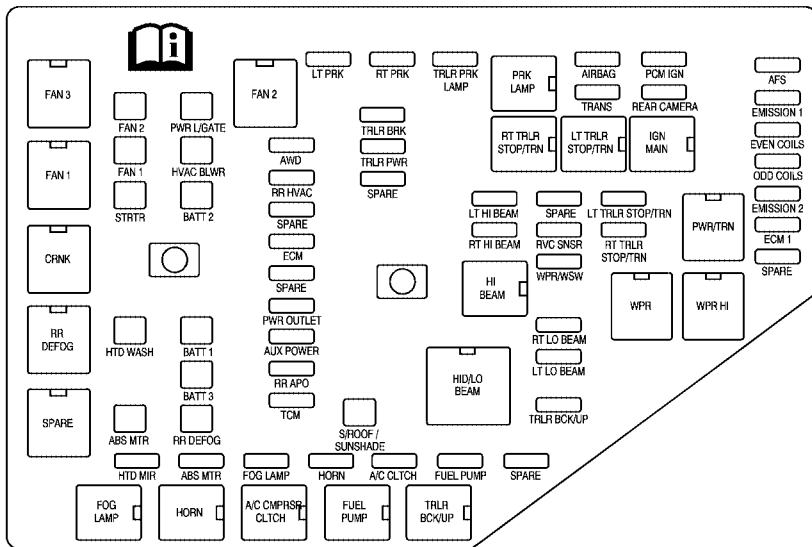 LT PRK
RT PRK
TRLR PRK
LAMP
PRK
LAMP
AIRBAG
PCM IGN
AFS
FAN 3
FAN 2
PWR L/GATE
FAN 2
TRLR BRK
TRANS
REAR CAMERA
EMISSION 1
FAN 1
FAN 1
HVAC BLWR
AWD
TRLR PWR
RT TRLR
STOP/TRN
LT TRLR
STOP/TRN
IGN
MAIN
EVEN COILS
ODD COILS
STRTR
BATT 2
RR HVAC
SPARE
SPARE
LT HI BEAM
SPARE
LT TRLR STOP/TRN
EMISSION 2
CRNK
ECM
RT HI BEAM
RVC SNSR
RT TRLR
STOP/TRN
PWR/TRN
ECM 1
SPARE
SPARE
WPR/WSW
HI
BEAM
WPR
WPR HI
PWR OUTLET
RR
DEFOG
HTD WASH
BATT 1
AUX POWER
RT LO BEAM
RR APO
LT LO BEAM
BATT 3
HID/LO
BEAM
TCM
SPARE
ABS MTR
RR DEFOG
S/ROOF /
SUNSHADE
TRLR BCK/UP
HTD MIR
ABS MTR
FOG LAMP
HORN
A/C CLTCH
FUEL PUMP
SPARE
FOG
LAMP
HORN
A/C CMPRSR
CLTCH
FUEL
PUMP
TRLR
BCK/UP